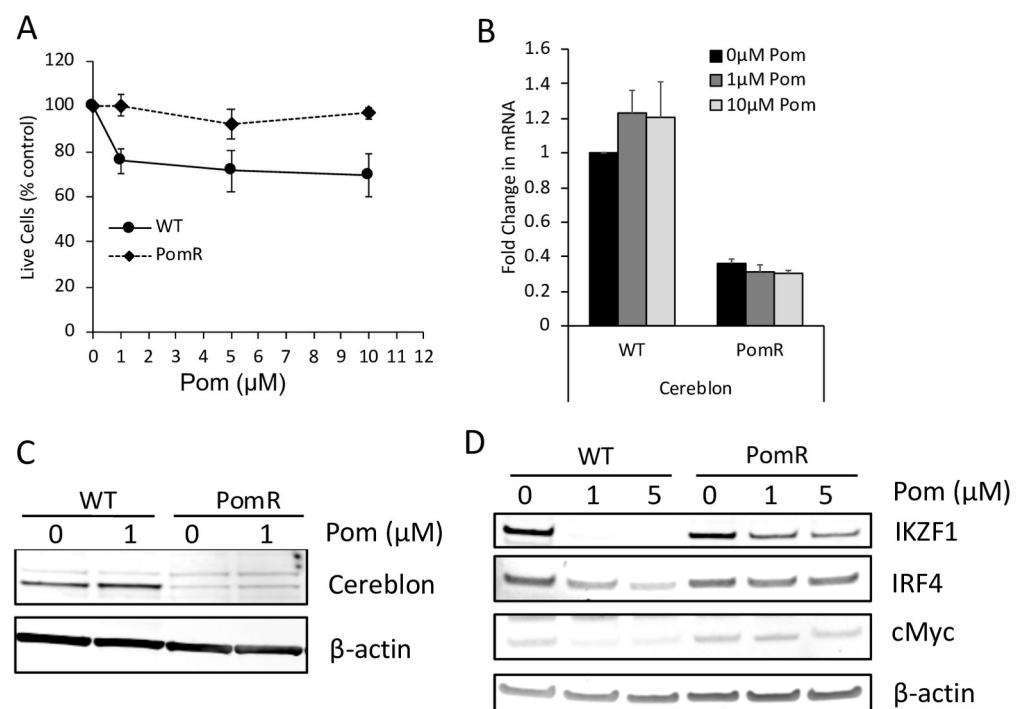 A
120
100
80
60
40
20
0
Live Cells (% control)
WT
PomR
0 1 2 3 4 5 6 7 8 9 10 11 12
Pom (µM)
B
1.6
1.4
1.2
1
0.8
0.6
0.4
0.2
0
Fold Change in mRNA
0µM Pom
1µM Pom
10µM Pom
WT PomR
Cereblon
C
WT PomR
0 1 0 1 Pom (µM)
Cereblon
β-actin
D
WT PomR
0 1 5 0 1 5 Pom (µM)
IKZF1
IRF4
cMyc
β-actin